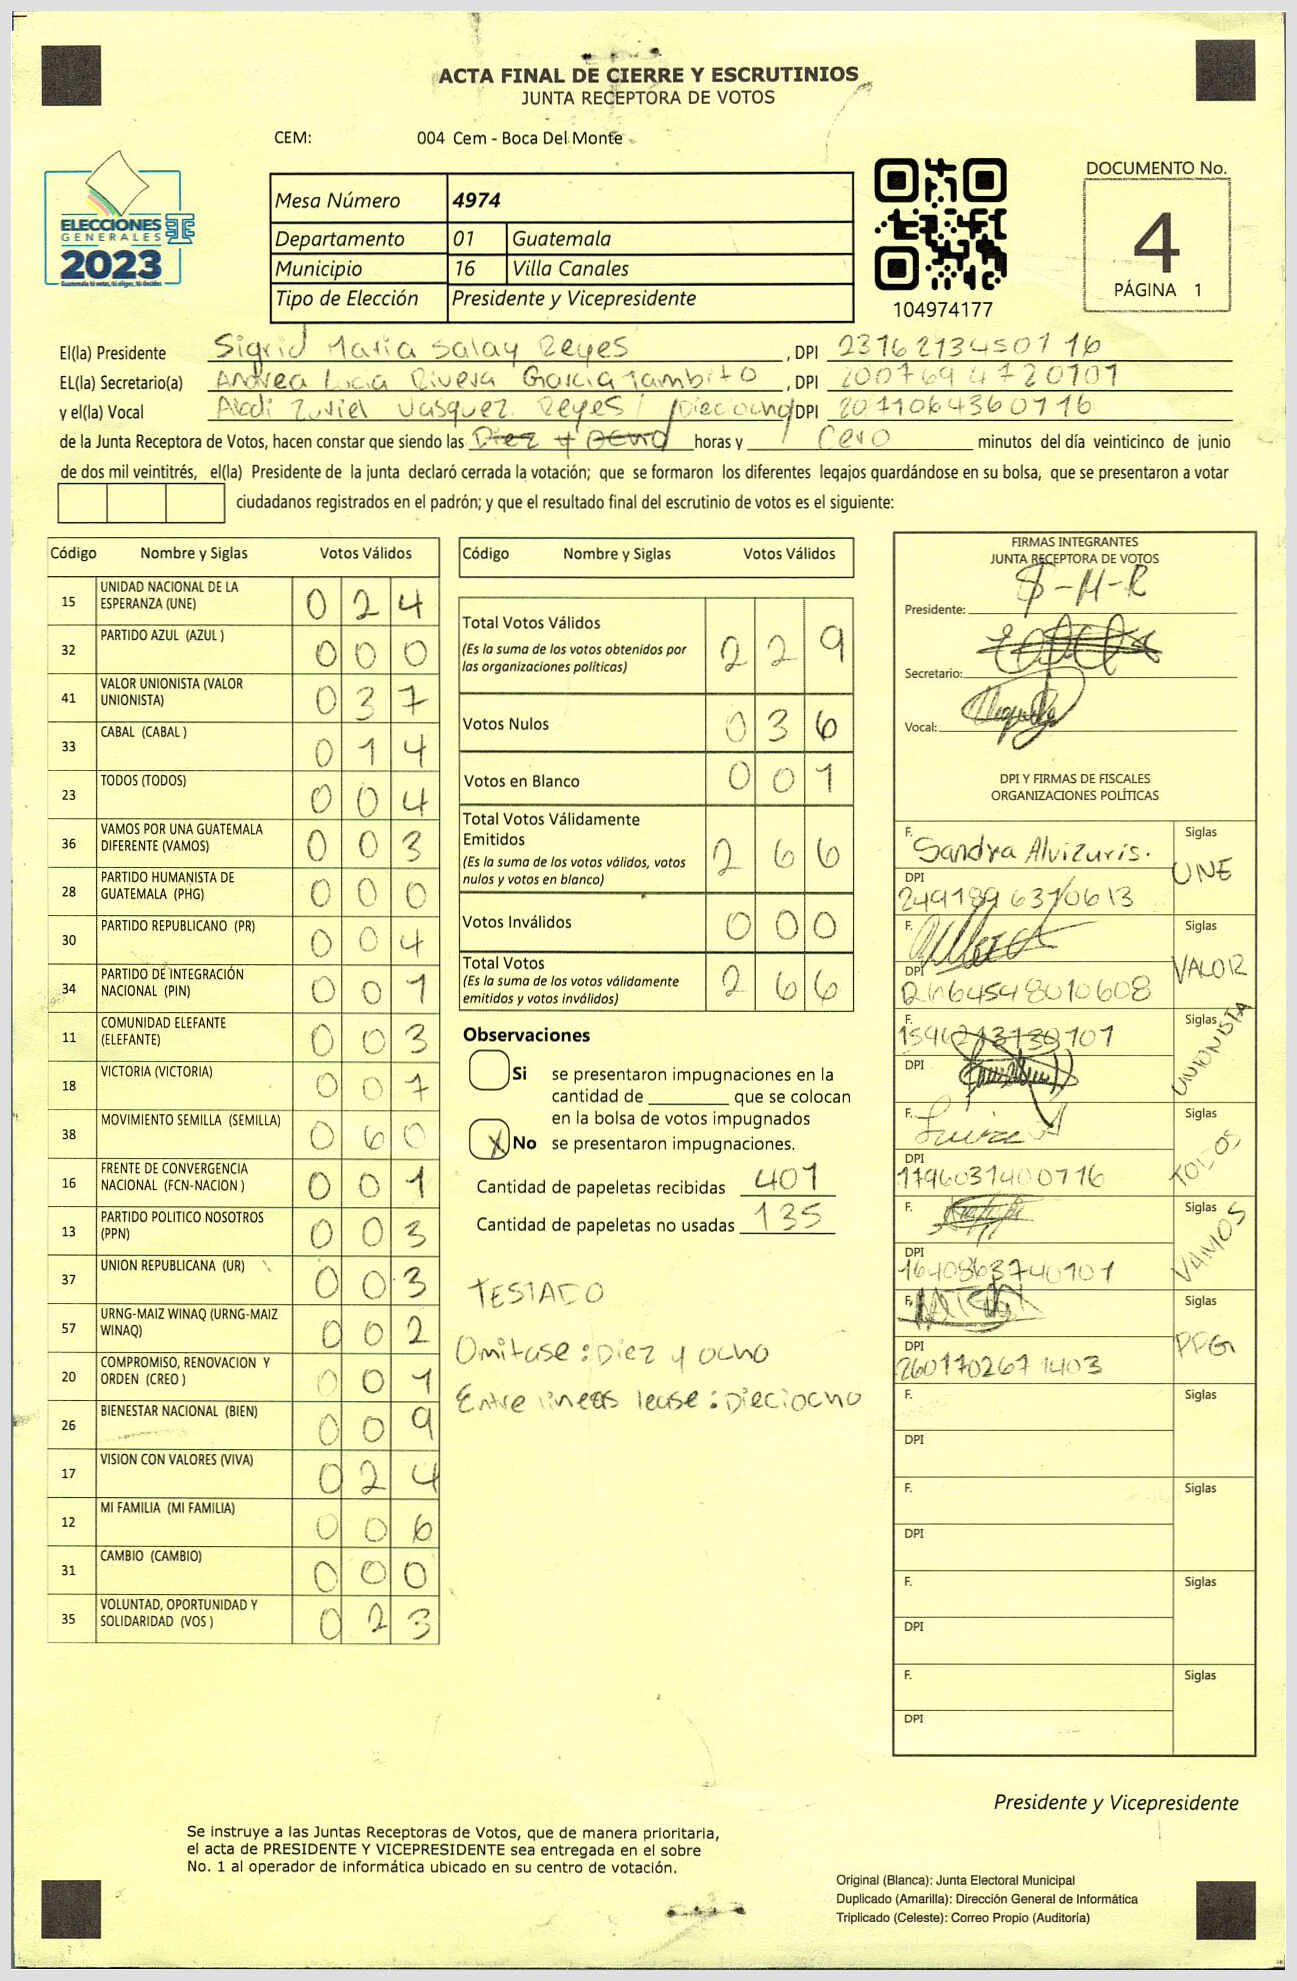 ACTA FINAL DE CIERRE Y ESCRUTINIOS
JUNTA RECEPTORA DE VOTOS
CEM: 004 Cem - Boca Del Monte
ELECCIONES
GENERALES
2023
Guatemala tú votas, tú eliges, tú decides
Mesa Número 4974
Departamento 01 Guatemala
Municipio 16 Villa Canales
Tipo de Elección Presidente y Vicepresidente
104974177
DOCUMENTO No.
4
PÁGINA 1
El(la) Presidente Sigrid Maria Salay Reyes , DPI 2316213450116
EL(la) Secretario(a) Andrea Lucia Rivera Garcia Tambito , DPI 2007694720101
y el(la) Vocal Vasquez Reyes / Dieciocho / DPI 2071064360116
de la Junta Receptora de Votos, hacen constar que siendo las Diez y ocho horas y Cero minutos del día veinticinco de junio
de dos mil veintitrés, el(la) Presidente de la junta declaró cerrada la votación; que se formaron los diferentes legajos guardándose en su bolsa, que se presentaron a votar
ciudadanos registrados en el padrón; y que el resultado final del escrutinio de votos es el siguiente:
Código Nombre y Siglas Votos Válidos
15 UNIDAD NACIONAL DE LA ESPERANZA (UNE) 0 2 4
32 PARTIDO AZUL (AZUL ) 0 0 0
41 VALOR UNIONISTA (VALOR UNIONISTA) 0 3 7
33 CABAL (CABAL ) 0 1 4
23 TODOS (TODOS) 0 0 4
36 VAMOS POR UNA GUATEMALA DIFERENTE (VAMOS) 0 0 3
28 PARTIDO HUMANISTA DE GUATEMALA (PHG) 0 0 0
30 PARTIDO REPUBLICANO (PR) 0 0 4
34 PARTIDO DE INTEGRACIÓN NACIONAL (PIN) 0 0 1
11 COMUNIDAD ELEFANTE (ELEFANTE) 0 0 3
18 VICTORIA (VICTORIA) 0 0 7
38 MOVIMIENTO SEMILLA (SEMILLA) 0 6 0
16 FRENTE DE CONVERGENCIA NACIONAL (FCN-NACION ) 0 0 1
13 PARTIDO POLITICO NOSOTROS (PPN) 0 0 3
37 UNION REPUBLICANA (UR) 0 0 3
57 URNG-MAIZ WINAQ (URNG-MAIZ WINAQ) 0 0 2
20 COMPROMISO, RENOVACION Y ORDEN (CREO ) 0 0 1
26 BIENESTAR NACIONAL (BIEN) 0 0 9
17 VISION CON VALORES (VIVA) 0 2 4
12 MI FAMILIA (MI FAMILIA) 0 0 6
31 CAMBIO (CAMBIO) 0 0 0
35 VOLUNTAD, OPORTUNIDAD Y SOLIDARIDAD (VOS ) 0 2 3
Código Nombre y Siglas Votos Válidos
Total Votos Válidos 2 2 9
(Es la suma de los votos obtenidos por
las organizaciones politicas)
Votos Nulos 0 3 6
Votos en Blanco 0 0 1
Total Votos Válidamente
Emitidos 2 6 6
(Es la suma de los votos válidos, votos
nulos y votos en blanco)
Votos Inválidos 0 0 0
Total Votos 2 6 6
(Es la suma de los votos válidamente
emitidos y votos inválidos)
Observaciones
Si se presentaron impugnaciones en la
cantidad de ________ que se colocan
en la bolsa de votos impugnados
X No se presentaron impugnaciones.
Cantidad de papeletas recibidas 401
Cantidad de papeletas no usadas 135
TESTADO
Omitase : Diez y ocho
Entre lineas lease : Dieciocho
FIRMAS INTEGRANTES
JUNTA RECEPTORA DE VOTOS
Presidente: S-M-R
Secretario:
Vocal:
DPI Y FIRMAS DE FISCALES
ORGANIZACIONES POLÍTICAS
F. Sandra Alvizuris. Siglas UNE
DPI 2491896310613
F. Siglas VALOR
DPI
F. Siglas UNIONISTA
DPI
F. Siglas TODOS
DPI 1796031400716
F. Siglas VAMOS
DPI 1640863740101
F. Siglas
DPI 2601702671403
F. Siglas
DPI
F. Siglas
DPI
F. Siglas
DPI
F. Siglas
DPI
Presidente y Vicepresidente
Se instruye a las Juntas Receptoras de Votos, que de manera prioritaria,
el acta de PRESIDENTE Y VICEPRESIDENTE sea entregada en el sobre
No. 1 al operador de informática ubicado en su centro de votación.
Original (Blanca): Junta Electoral Municipal
Duplicado (Amarilla): Dirección General de Informática
Triplicado (Celeste): Correo Propio (Auditoría)